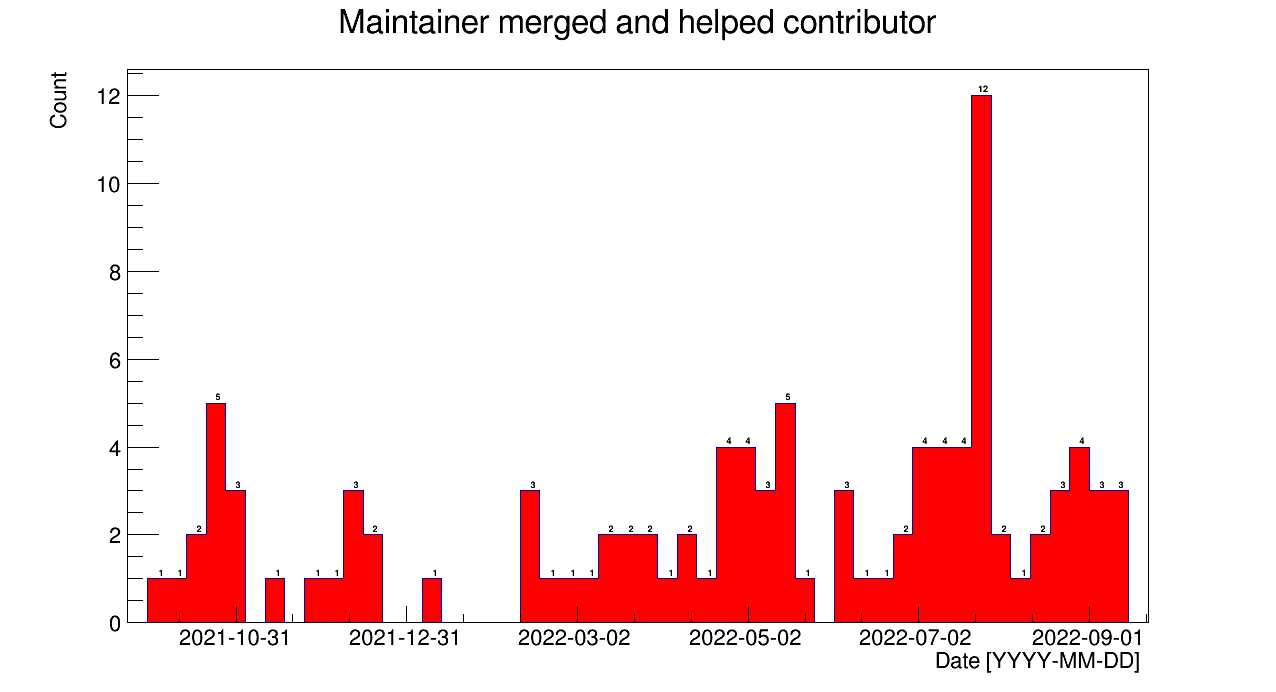 Maintainer merged and helped contributor
Count
12
10
8
6
4
2
0
1 1 2 5 3 1 1 1 3 2 1 3 1 1 1 2 2 2 1 2 1 4 4 3 5 1 3 1 1 2 4 4 4 12 2 1 2 3 4 3 3
2021-10-31 2021-12-31 2022-03-02 2022-05-02 2022-07-02 2022-09-01
Date [YYYY-MM-DD]